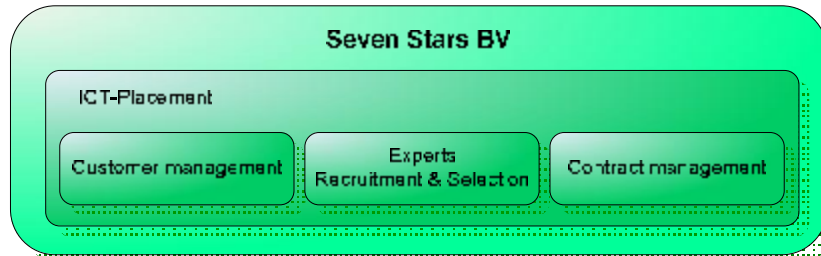 Seven Stars BV
ICT-Placement
Customer management
Experts
Recruitment & Selection
Contract management